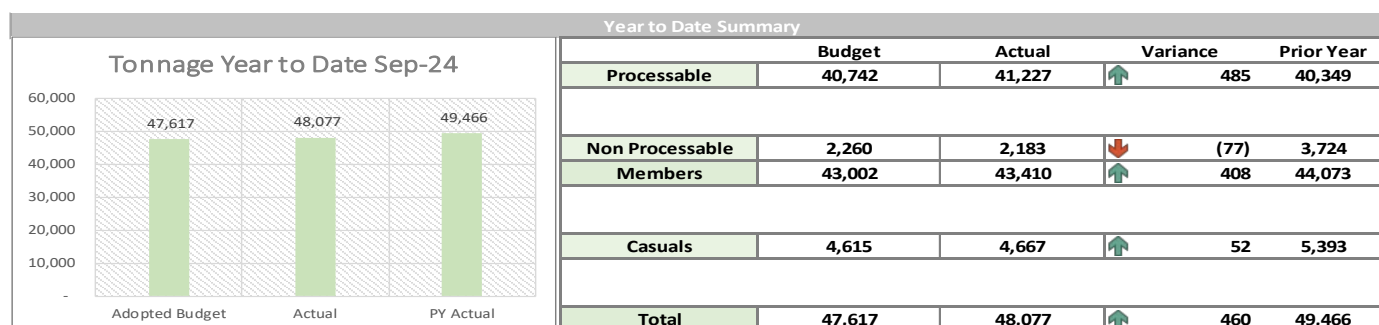 Year to Date Summary
Tonnage Year to Date Sep-24
60,000
50,000
40,000
30,000
20,000
10,000
-
47,617
48,077
49,466
Adopted Budget
Actual
PY Actual
Budget Actual Variance Prior Year
Processable 40,742 41,227 485 40,349
Non Processable 2,260 2,183 (77) 3,724
Members 43,002 43,410 408 44,073
Casuals 4,615 4,667 52 5,393
Total 47,617 48,077 460 49,466